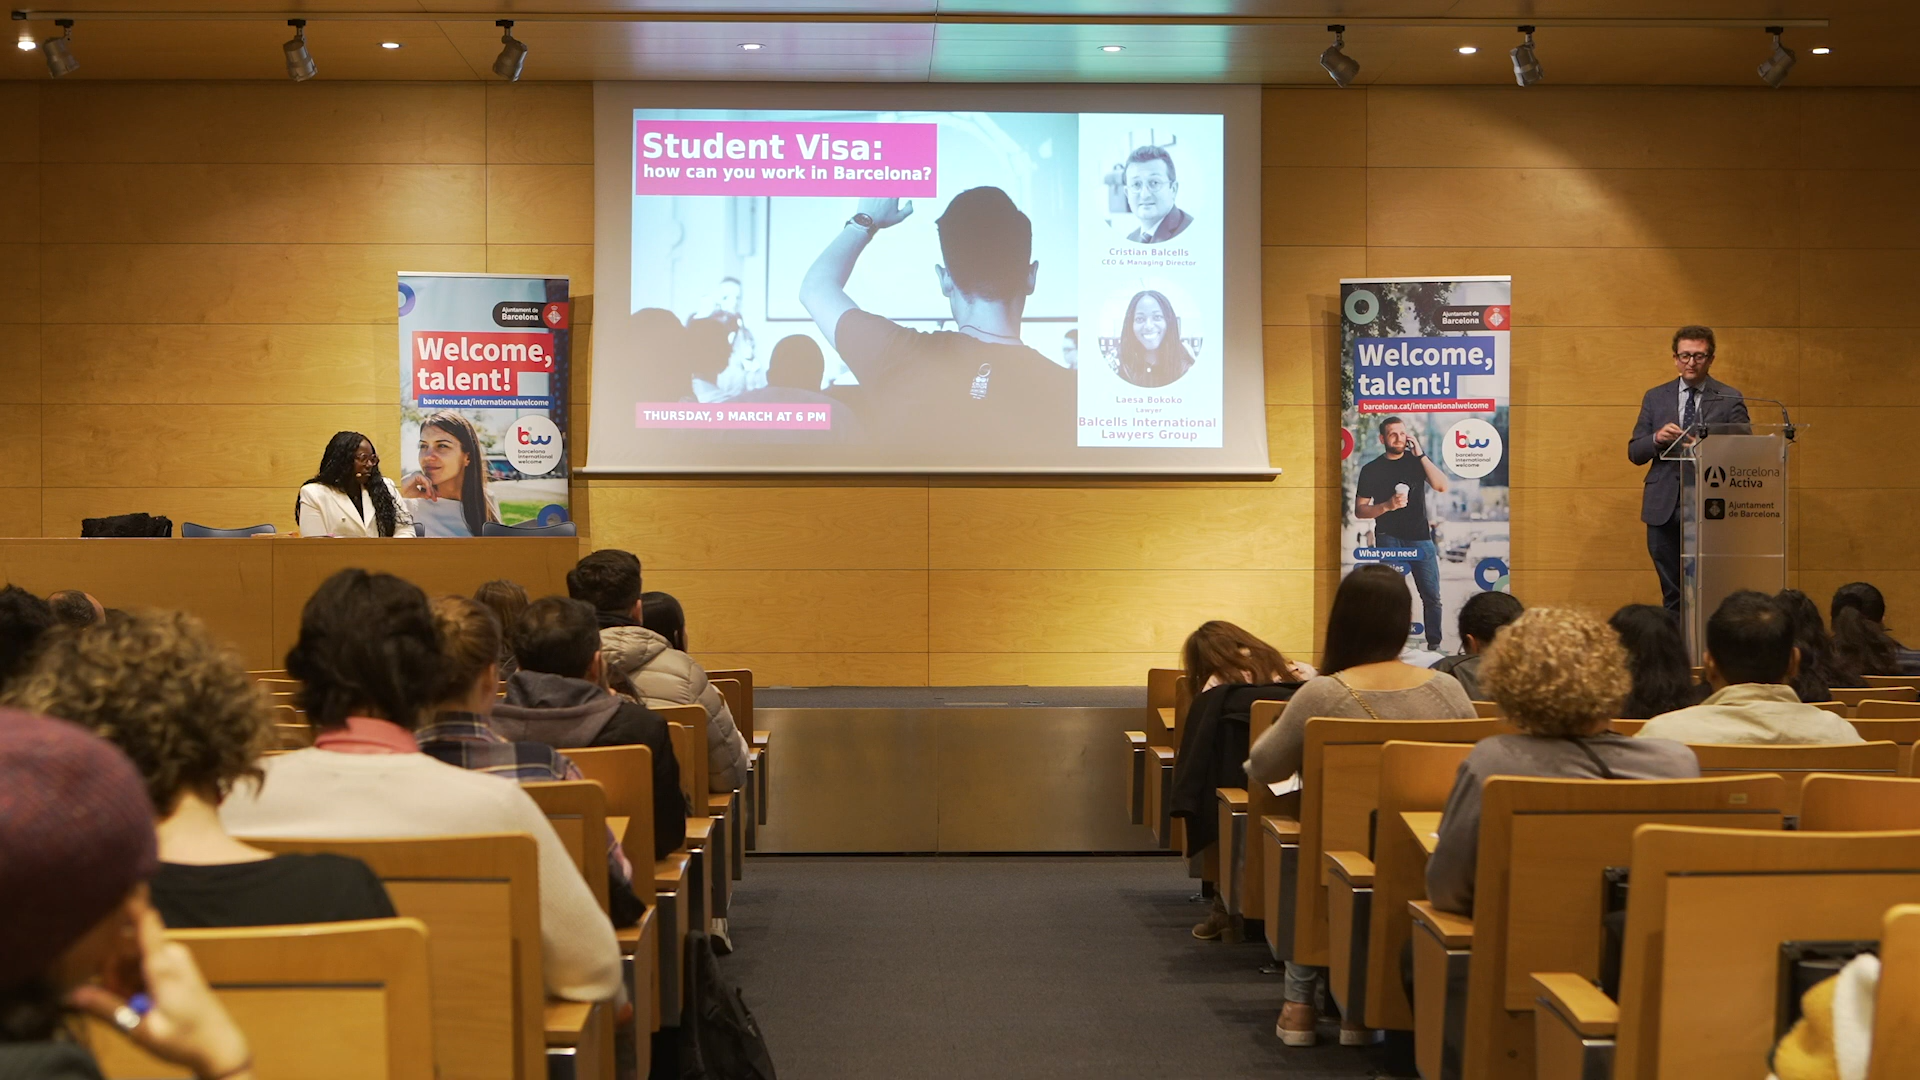 Student Visa:
how can you work in Barcelona?
THURSDAY, 9 MARCH AT 6 PM
Cristian Balcells
CEO & Managing Director
Laesa Bokoko
Lawyer
Balcells International
Lawyers Group
Ajuntament de
Barcelona
Welcome,
talent!
barcelona.cat/internationalwelcome
biw
barcelona
international
welcome
Ajuntament de
Barcelona
Welcome,
talent!
barcelona.cat/internationalwelcome
biw
barcelona
international
welcome
What you need
Barcelona
Activa
Ajuntament
de Barcelona